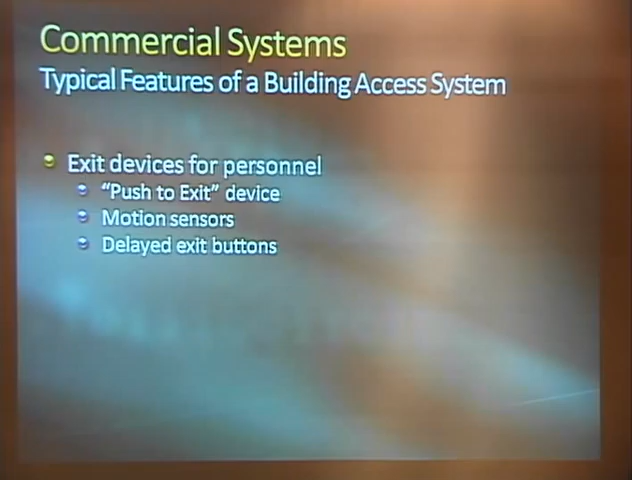 Commercial Systems
Typical Features of a Building Access System
Exit devices for personnel
“Push to Exit” device
Motion sensors
Delayed exit buttons